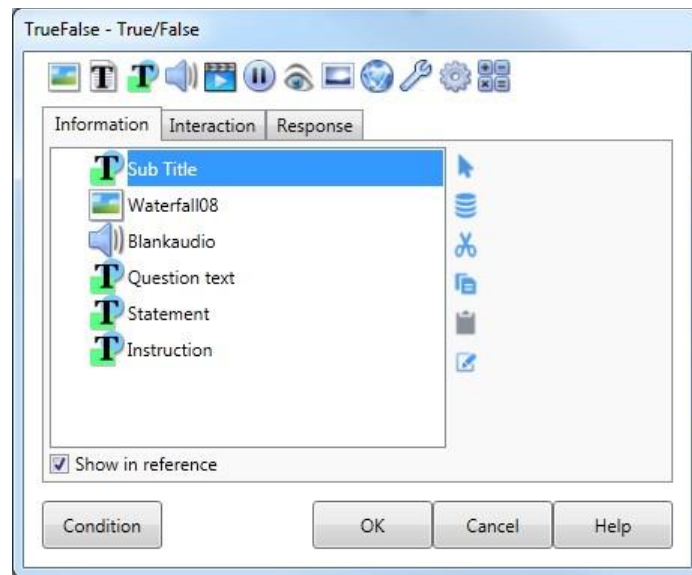 TrueFalse - True/False
Information Interaction Response
Sub Title
Waterfall08
Blankaudio
Question text
Statement
Instruction
Show in reference
Condition OK Cancel Help